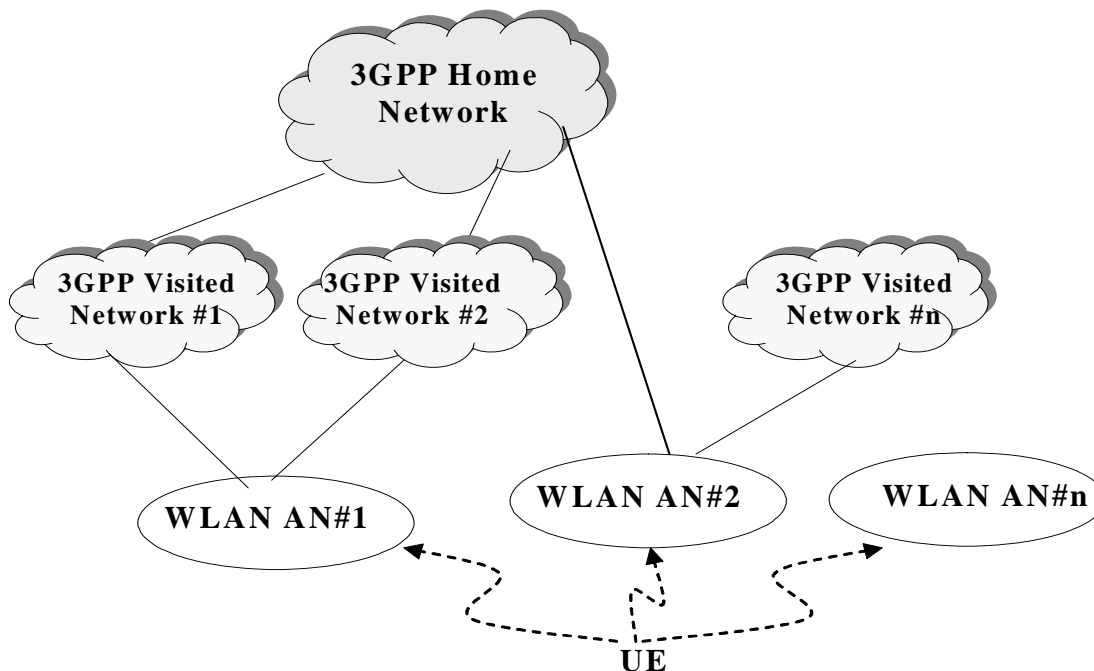 3GPP Home
Network
3GPP Visited
Network #1
3GPP Visited
Network #2
3GPP Visited
Network #n
WLAN AN#1
WLAN AN#2
WLAN AN#n
UE